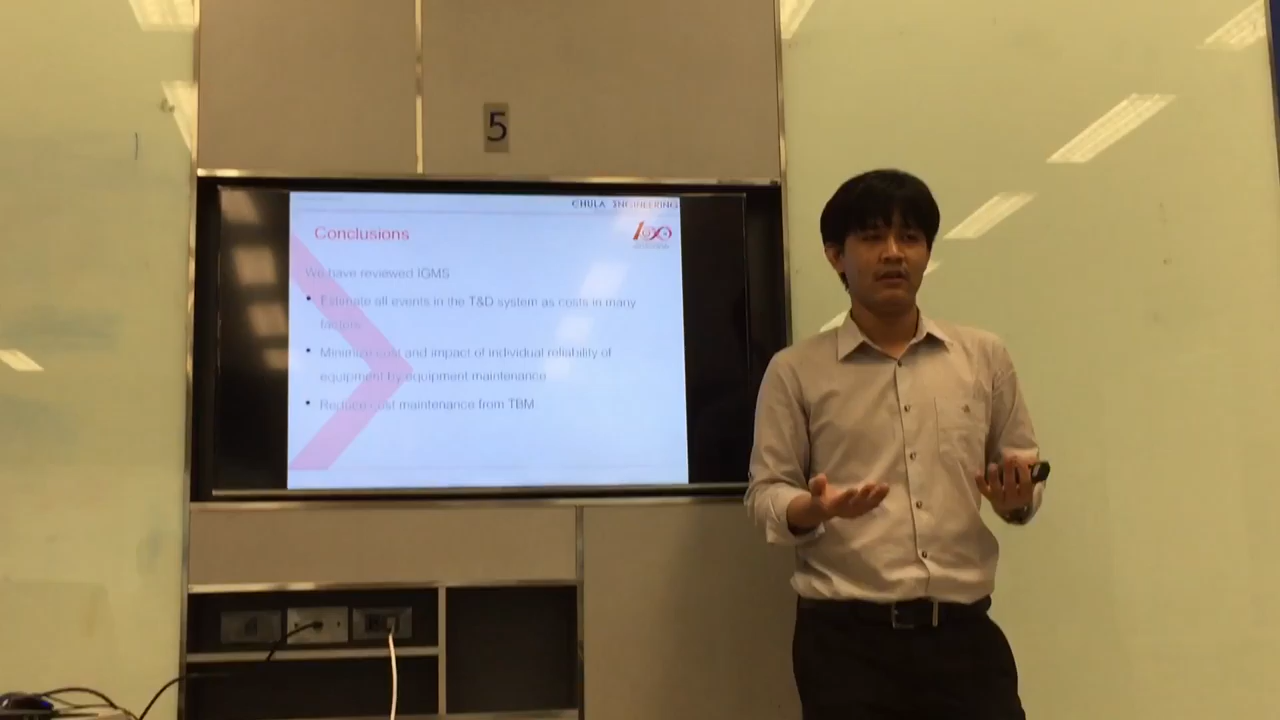 5
CHULA ENGINEERING
100
Conclusions
We have reviewed IGMS
• Estimate all events in the T&D system as costs in many
factors
• Minimize cost and impact of individual reliability of
equipment by equipment maintenance
• Reduce cost maintenance from TBM